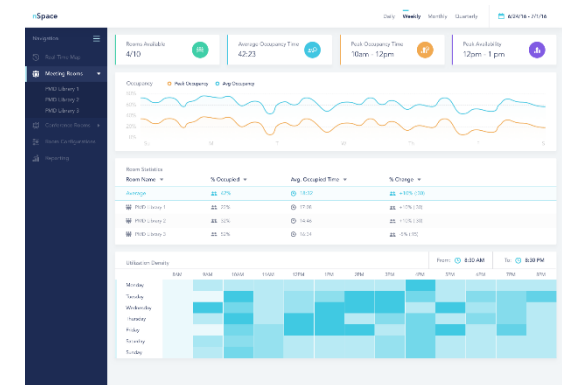 nSpace
Daily Weekly Monthly Quarterly 6/24/16 - 7/1/16
Navigation
Real Time Map
Meeting Rooms
PMD Library 1
PMD Library 2
PMD Library 3
Conference Rooms
Room Configurations
Reporting
Rooms Available
4/10
Average Occupancy Time
42:23
Peak Occupancy Time
10am - 12pm
Peak Availability
12pm - 1 pm
Occupancy Peak Occupancy Avg Occupancy
Room Statistics
Room Name % Occupied Avg. Occupied Time % Change
Average
PMD Library 1
PMD Library 2
PMD Library 3
Utilization Density
From: 8:30 AM To: 8:30 PM
8AM 9AM 10AM 11AM 12PM 1PM 2PM 3PM 4PM 5PM 6PM 7PM 8PM
Monday
Tuesday
Wednesday
Thursday
Friday
Saturday
Sunday